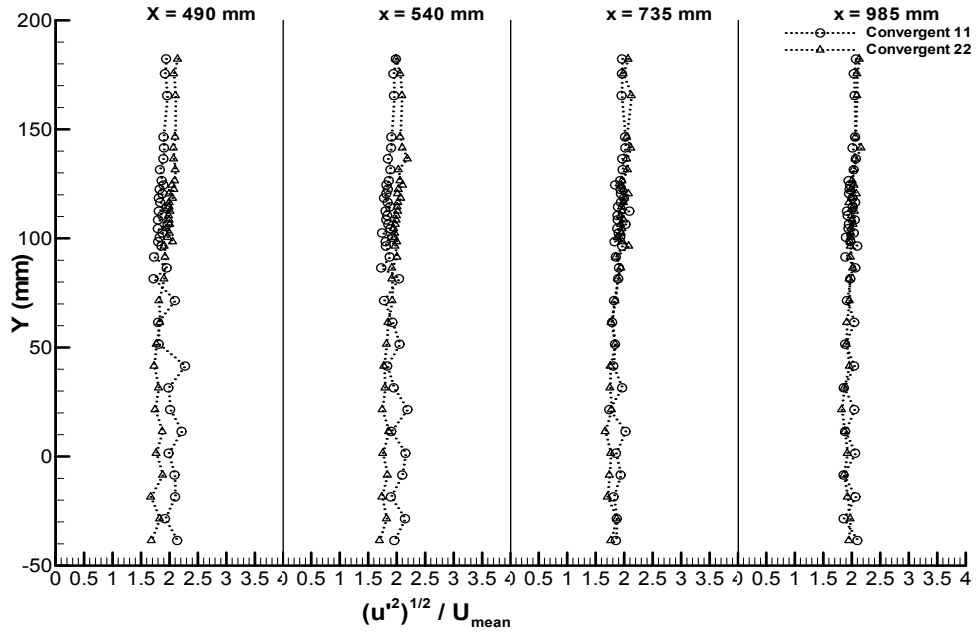 X = 490 mm x = 540 mm x = 735 mm x = 985 mm
Convergent 11
Convergent 22
200
150
100
50
0
-50
Y (mm)
0 0.5 1 1.5 2 2.5 3 3.5 0.5 1 1.5 2 2.5 3 3.5 0.5 1 1.5 2 2.5 3 3.5 0.5 1 1.5 2 2.5 3 3.5 4
(u'²)¹/² / Umean